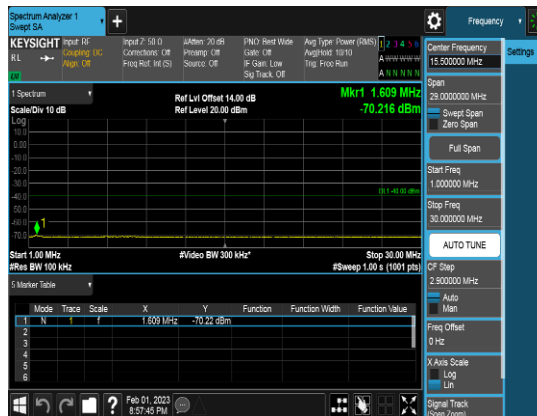 Spectrum Analyzer 1
Swept SA
+
Frequency
KEYSIGHT Input: RF Input Z: 50 Ω #Atten: 20 dB PNO: Best Wide Avg Type: Power (RMS) 1 2 3 4 5 6
RL Coupling: DC Corrections: Off Preamp: Off Gate: Off Avg|Hold: 10/10 A W W W W W
Align: Off Freq Ref: Int (S) Source: Off IF Gain: Low Trig: Free Run
Sig Track: Off A N N N N N
Center Frequency Settings
15.500000 MHz
Span
29.0000000 MHz
Swept Span
Zero Span
Full Span
Start Freq
1.000000 MHz
Stop Freq
30.000000 MHz
AUTO TUNE
CF Step
2.900000 MHz
Auto
Man
Freq Offset
0 Hz
X Axis Scale
Log
Lin
Signal Track
(Span Zoom)
1 Spectrum
Scale/Div 10 dB
Ref Lvl Offset 14.00 dB
Ref Level 20.00 dBm
Mkr1 1.609 MHz
-70.216 dBm
Log
10.0
0.00
-10.0
-20.0
-30.0
-40.0
-50.0
-60.0
-70.0
1
Start 1.00 MHz #Video BW 300 kHz* Stop 30.00 MHz
#Res BW 100 kHz #Sweep 1.00 s (1001 pts)
5 Marker Table
Mode Trace Scale X Y Function Function Width Function Value
1 N 1 f 1.609 MHz -70.22 dBm
2
3
4
5
6
? Feb 01, 2023
8:57:45 PM